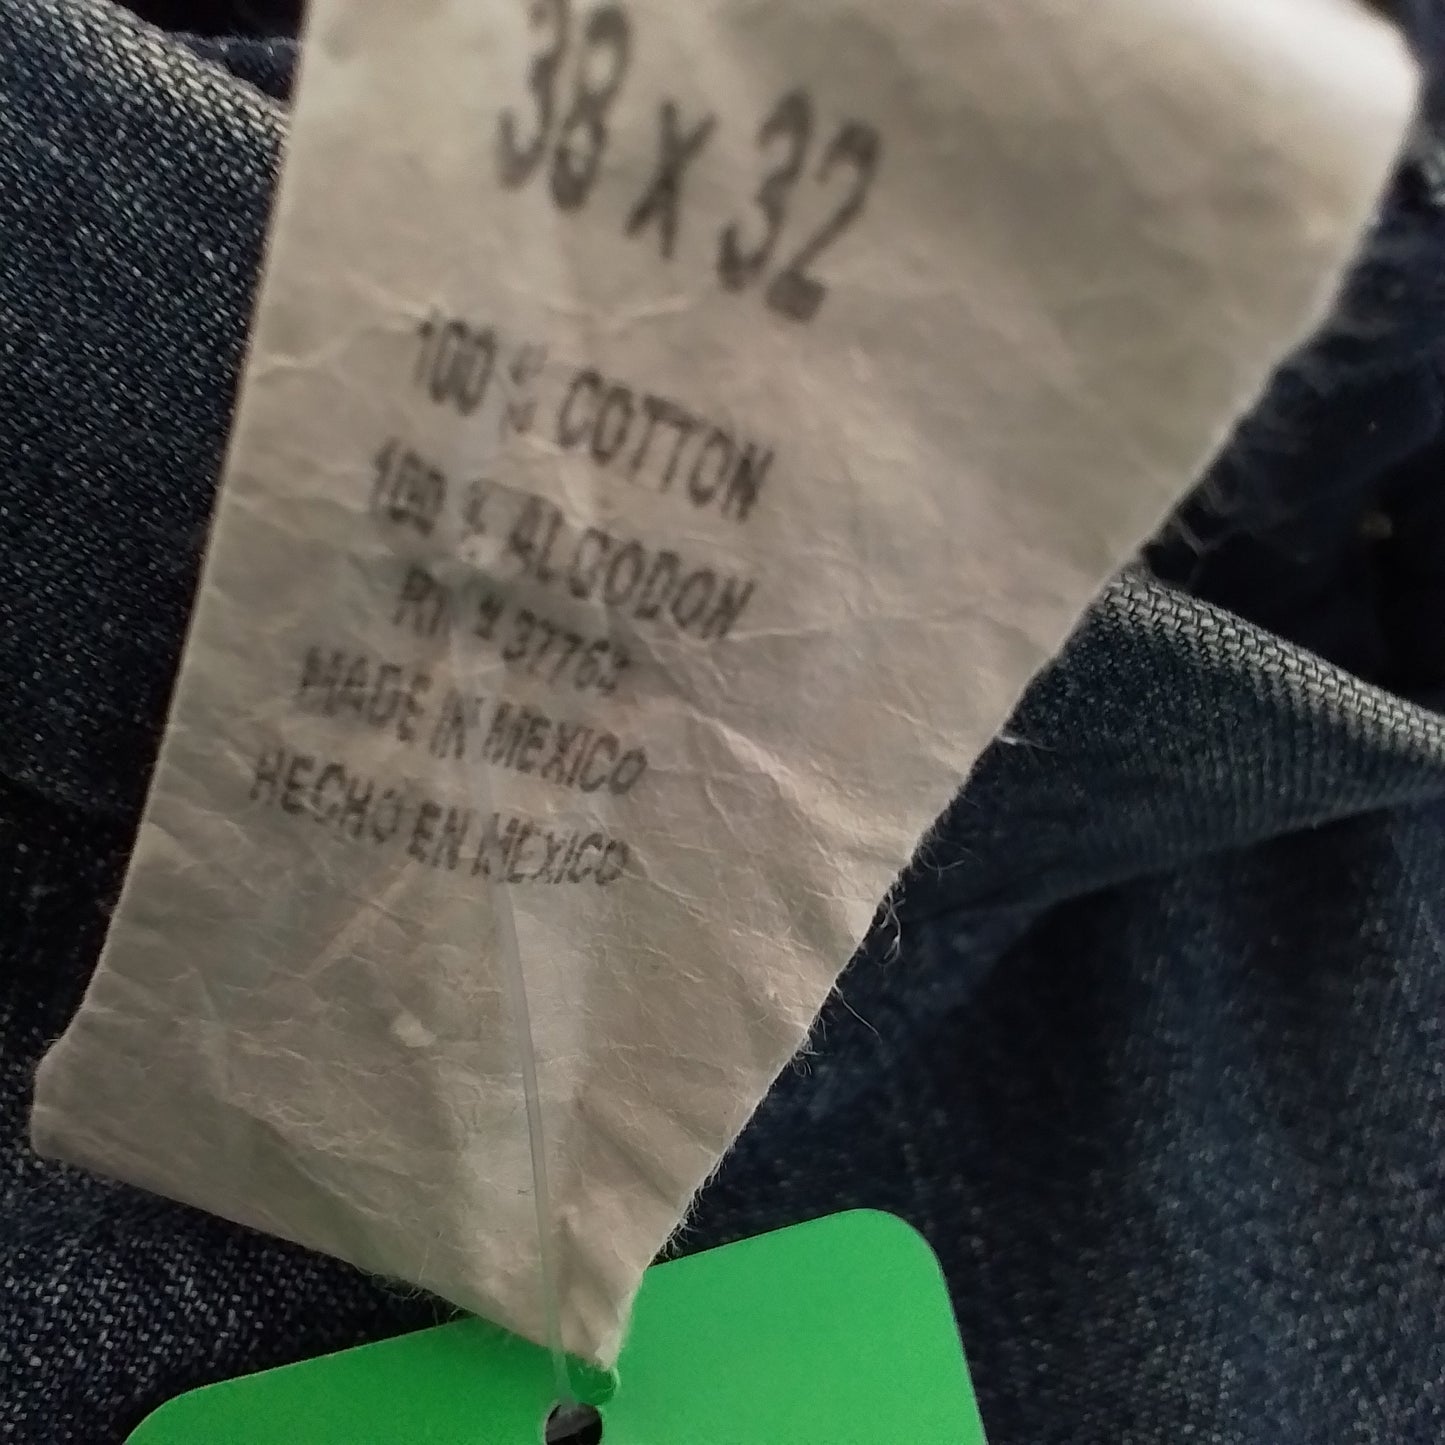 38 x 32
100 % COTTON
100 % ALGODON
MADE IN MEXICO
HECHO EN MEXICO